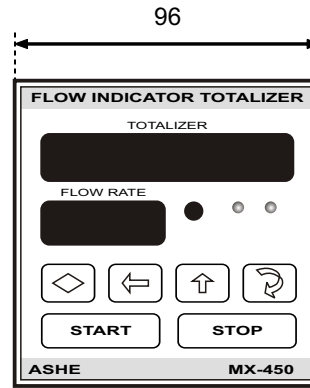 96
FLOW INDICATOR TOTALIZER
TOTALIZER
FLOW RATE
START STOP
ASHE MX-450